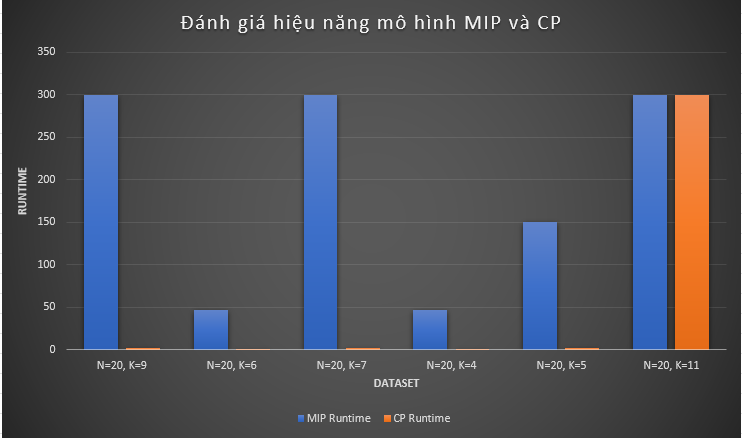 Đánh giá hiệu năng mô hình MIP và CP
350
300
250
200
150
100
50
0
RUNTIME
N=20, K=9 N=20, K=6 N=20, K=7 N=20, K=4 N=20, K=5 N=20, K=11
DATASET
MIP Runtime CP Runtime